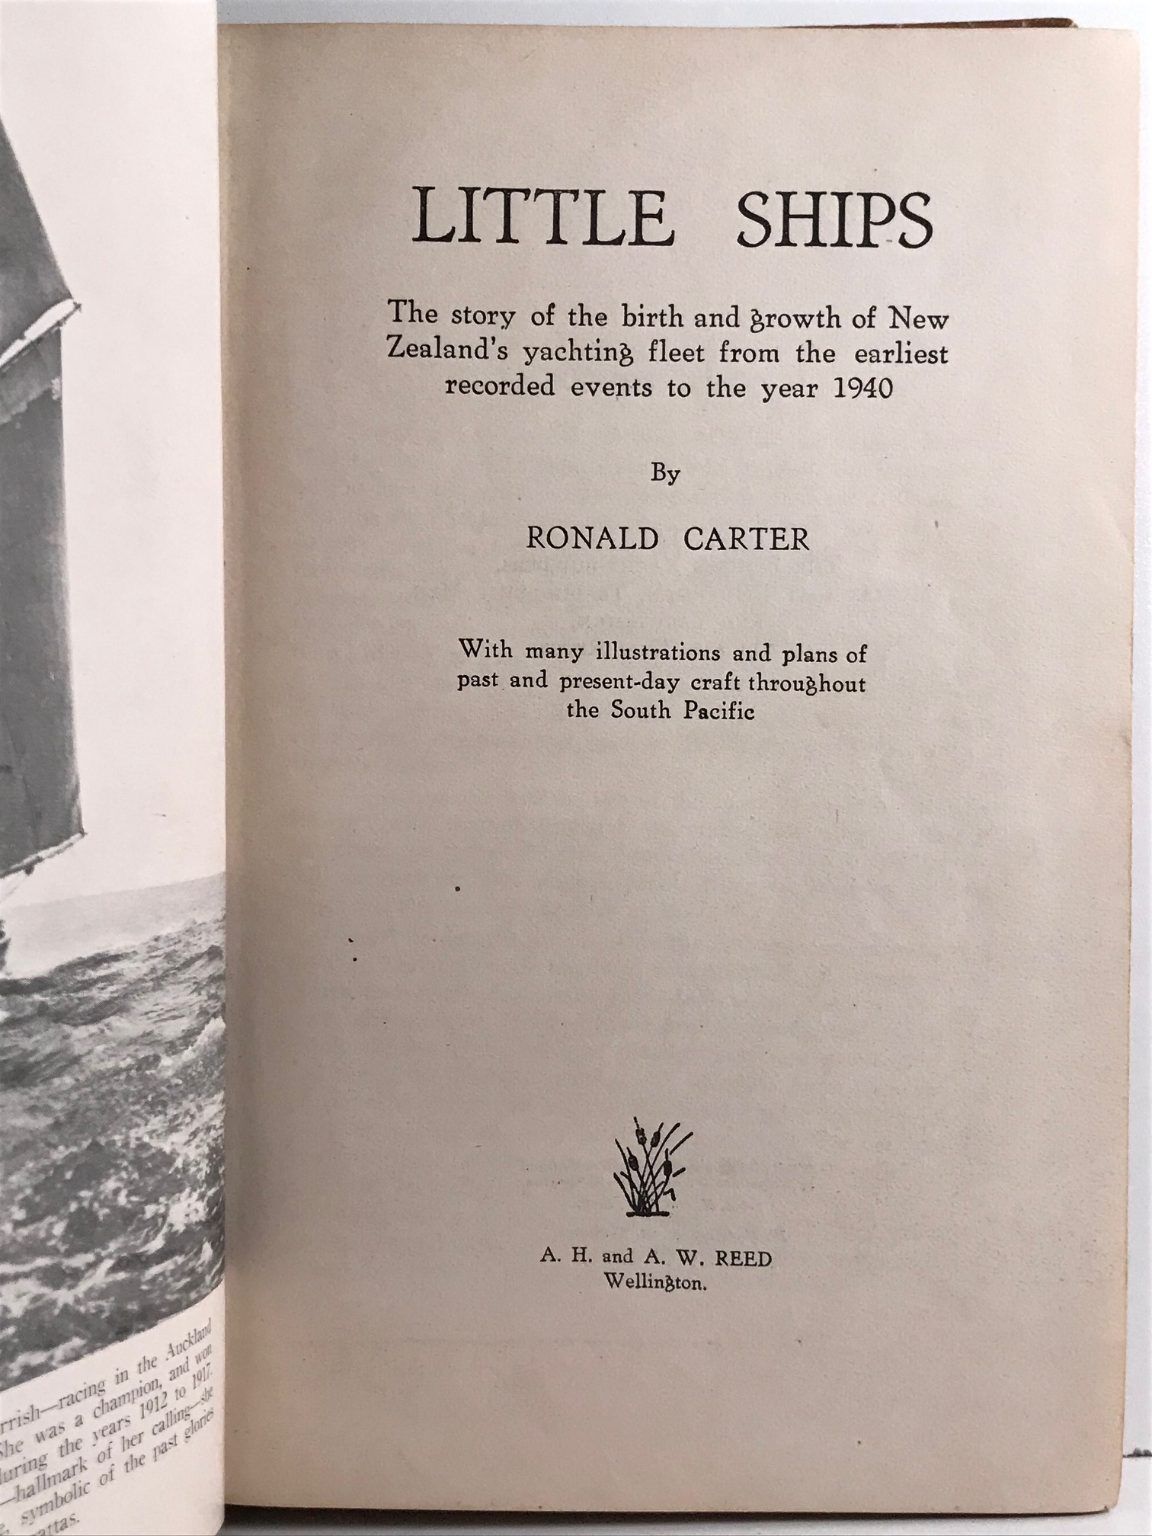 LITTLE SHIPS
The story of the birth and growth of New
Zealand's yachting fleet from the earliest
recorded events to the year 1940
By
RONALD CARTER
With many illustrations and plans of
past and present-day craft throughout
the South Pacific
A. H. and A. W. REED
Wellington.
rrish—racing in the Auckland
She was a champion, and won
during the years 1912 to 1917.
—hallmark of her calling—she
symbolic of the past glories